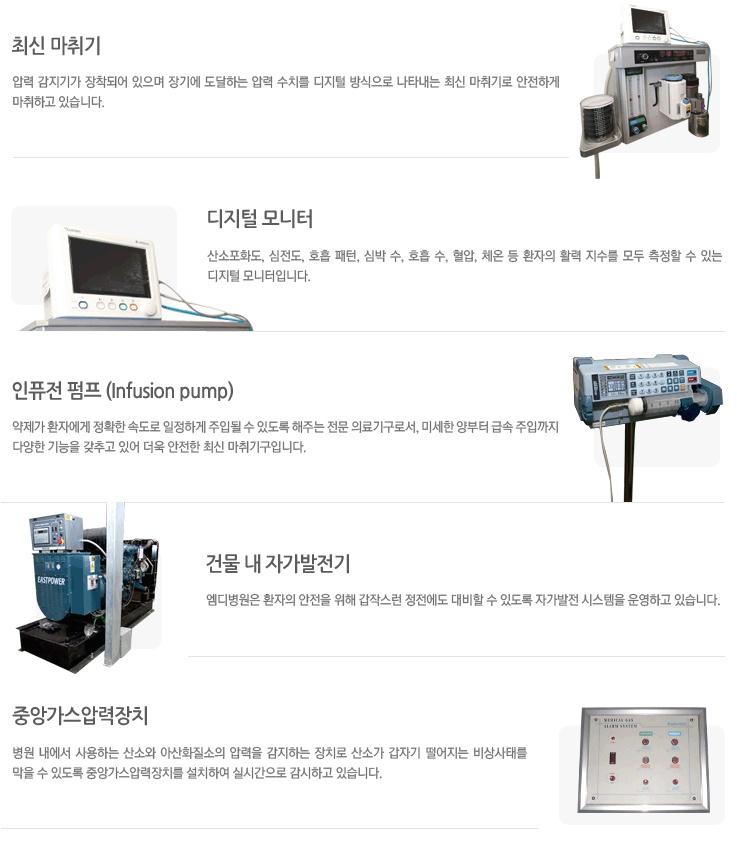 최신 마취기
압력 감지기가 장착되어 있으며 장기에 도달하는 압력 수치를 디지털 방식으로 나타내는 최신 마취기로 안전하게
마취하고 있습니다.
디지털 모니터
산소포화도, 심전도, 호흡 패턴, 심박 수, 호흡 수, 혈압, 체온 등 환자의 활력 지수를 모두 측정할 수 있는
디지털 모니터입니다.
인퓨전 펌프 (Infusion pump)
약제가 환자에게 정확한 속도로 일정하게 주입될 수 있도록 해주는 전문 의료기구로서, 미세한 양부터 급속 주입까지
다양한 기능을 갖추고 있어 더욱 안전한 최신 마취기구입니다.
EASTPOWER
건물 내 자가발전기
엠디병원은 환자의 안전을 위해 갑작스런 정전에도 대비할 수 있도록 자가발전 시스템을 운영하고 있습니다.
중앙가스압력장치
병원 내에서 사용하는 산소와 아산화질소의 압력을 감지하는 장치로 산소가 갑자기 떨어지는 비상사태를
막을 수 있도록 중앙가스압력장치를 설치하여 실시간으로 감시하고 있습니다.
MEDICAL GAS
ALARM SYSTEM